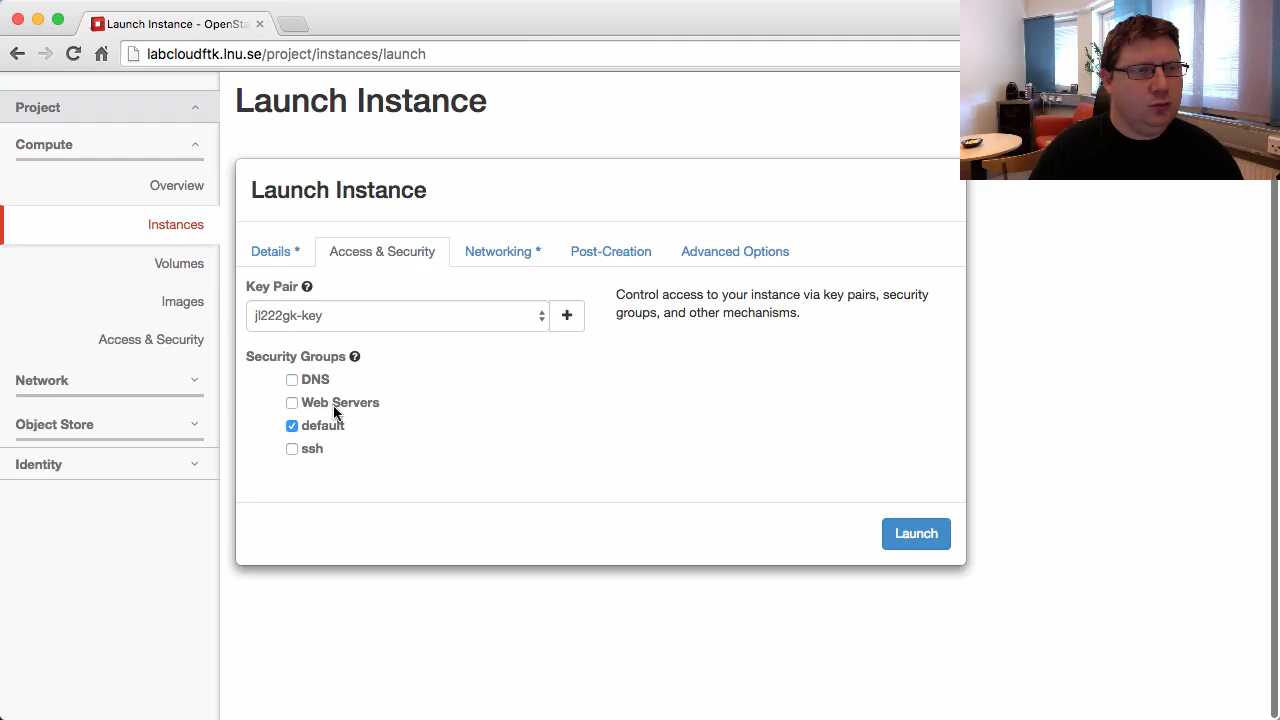 Launch Instance - OpenSta
labcloudftk.lnu.se/project/instances/launch
Project
Compute
Overview
Instances
Volumes
Images
Access & Security
Network
Object Store
Identity
Launch Instance
Launch Instance
Details *
Access & Security
Networking *
Post-Creation
Advanced Options
Key Pair
jl222gk-key
Security Groups
DNS
Web Servers
default
ssh
Control access to your instance via key pairs, security
groups, and other mechanisms.
Launch